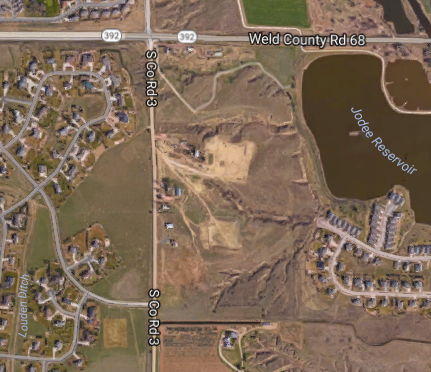 392
392
Weld County Rd 68
S Co Rd 3
Jodee Reservoir
Louden Ditch
S Co Rd 3